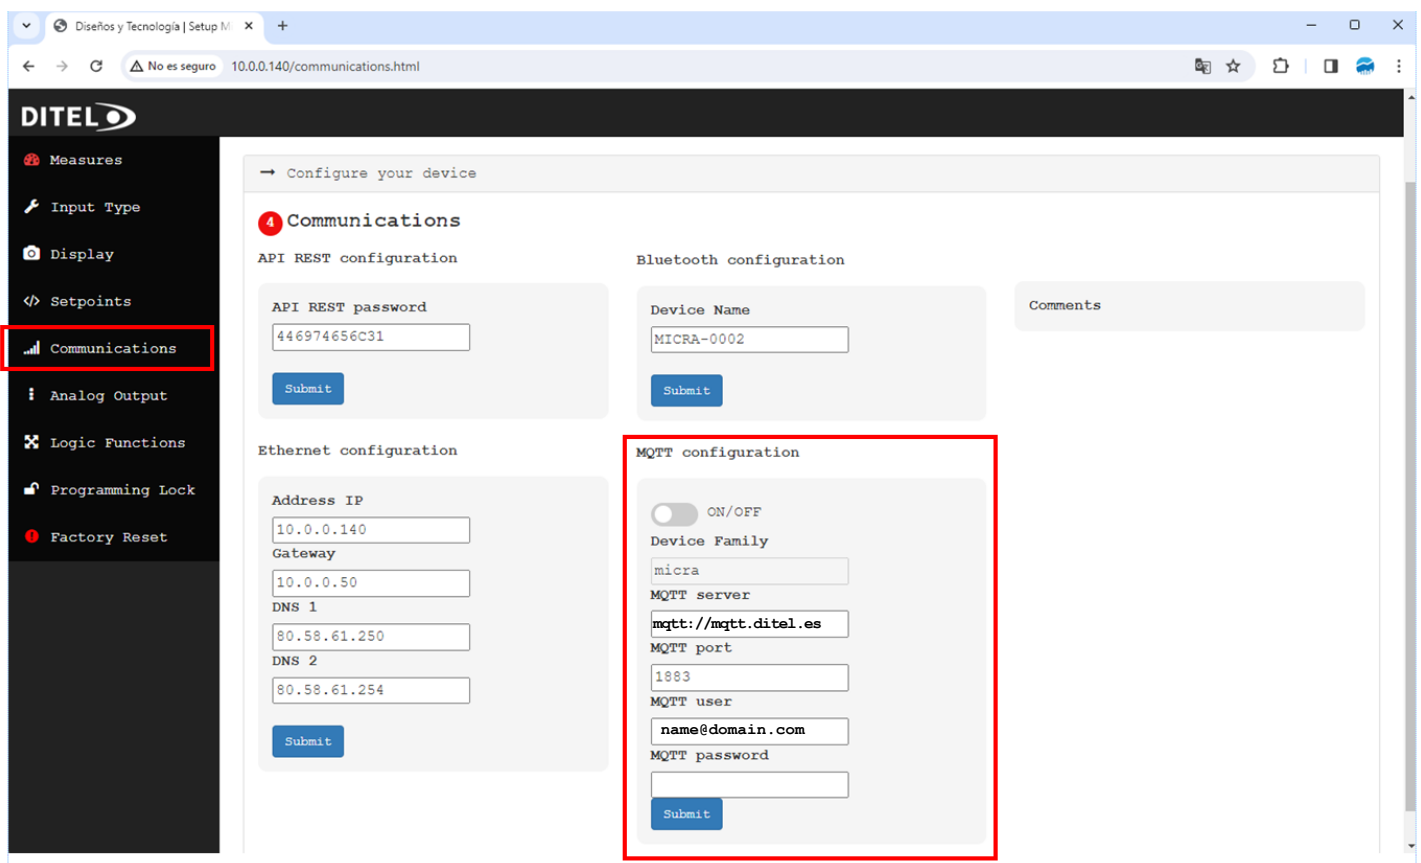 Diseños y Tecnología | Setup M
No es seguro
10.0.0.140/communications.html
DITEL
Measures
Input Type
Display
Setpoints
Communications
Analog Output
Logic Functions
Programming Lock
Factory Reset
→ Configure your device
4 Communications
API REST configuration
API REST password
446974656C31
Submit
Bluetooth configuration
Device Name
MICRA-0002
Submit
Comments
Ethernet configuration
Address IP
10.0.0.140
Gateway
10.0.0.50
DNS 1
80.58.61.250
DNS 2
80.58.61.254
Submit
MQTT configuration
ON/OFF
Device Family
micra
MQTT server
mqtt://mqtt.ditel.es
MQTT port
1883
MQTT user
name@domain.com
MQTT password
Submit